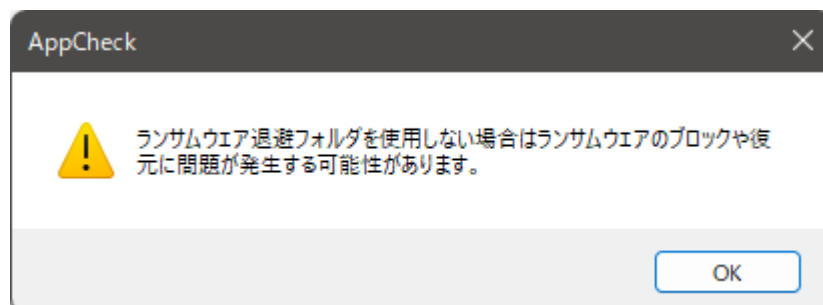 AppCheck
ランサムウエア退避フォルダを使用しない場合はランサムウエアのブロックや復
元に問題が発生する可能性があります。
OK